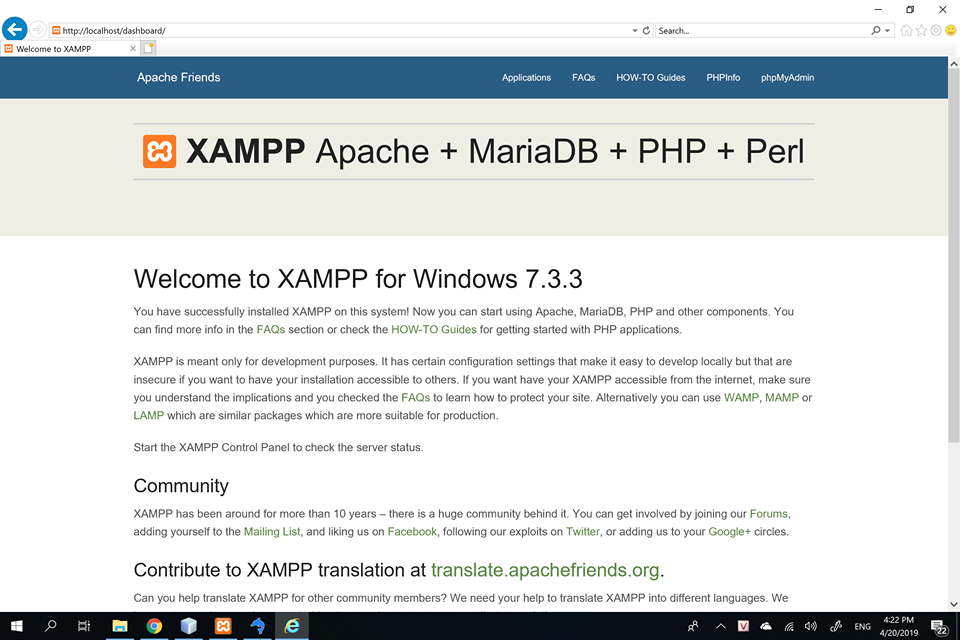 http://localhost/dashboard/
Search...
Welcome to XAMPP
Apache Friends
Applications
FAQs
HOW-TO Guides
PHPInfo
phpMyAdmin
XAMPP Apache + MariaDB + PHP + Perl
Welcome to XAMPP for Windows 7.3.3
You have successfully installed XAMPP on this system! Now you can start using Apache, MariaDB, PHP and other components. You
can find more info in the FAQs section or check the HOW-TO Guides for getting started with PHP applications.
XAMPP is meant only for development purposes. It has certain configuration settings that make it easy to develop locally but that are
insecure if you want to have your installation accessible to others. If you want have your XAMPP accessible from the internet, make sure
you understand the implications and you checked the FAQs to learn how to protect your site. Alternatively you can use WAMP, MAMP or
LAMP which are similar packages which are more suitable for production.
Start the XAMPP Control Panel to check the server status.
Community
XAMPP has been around for more than 10 years – there is a huge community behind it. You can get involved by joining our Forums,
adding yourself to the Mailing List, and liking us on Facebook, following our exploits on Twitter, or adding us to your Google+ circles.
Contribute to XAMPP translation at translate.apachefriends.org.
Can you help translate XAMPP for other community members? We need your help to translate XAMPP into different languages. We
ENG
4:22 PM
4/20/2019
22